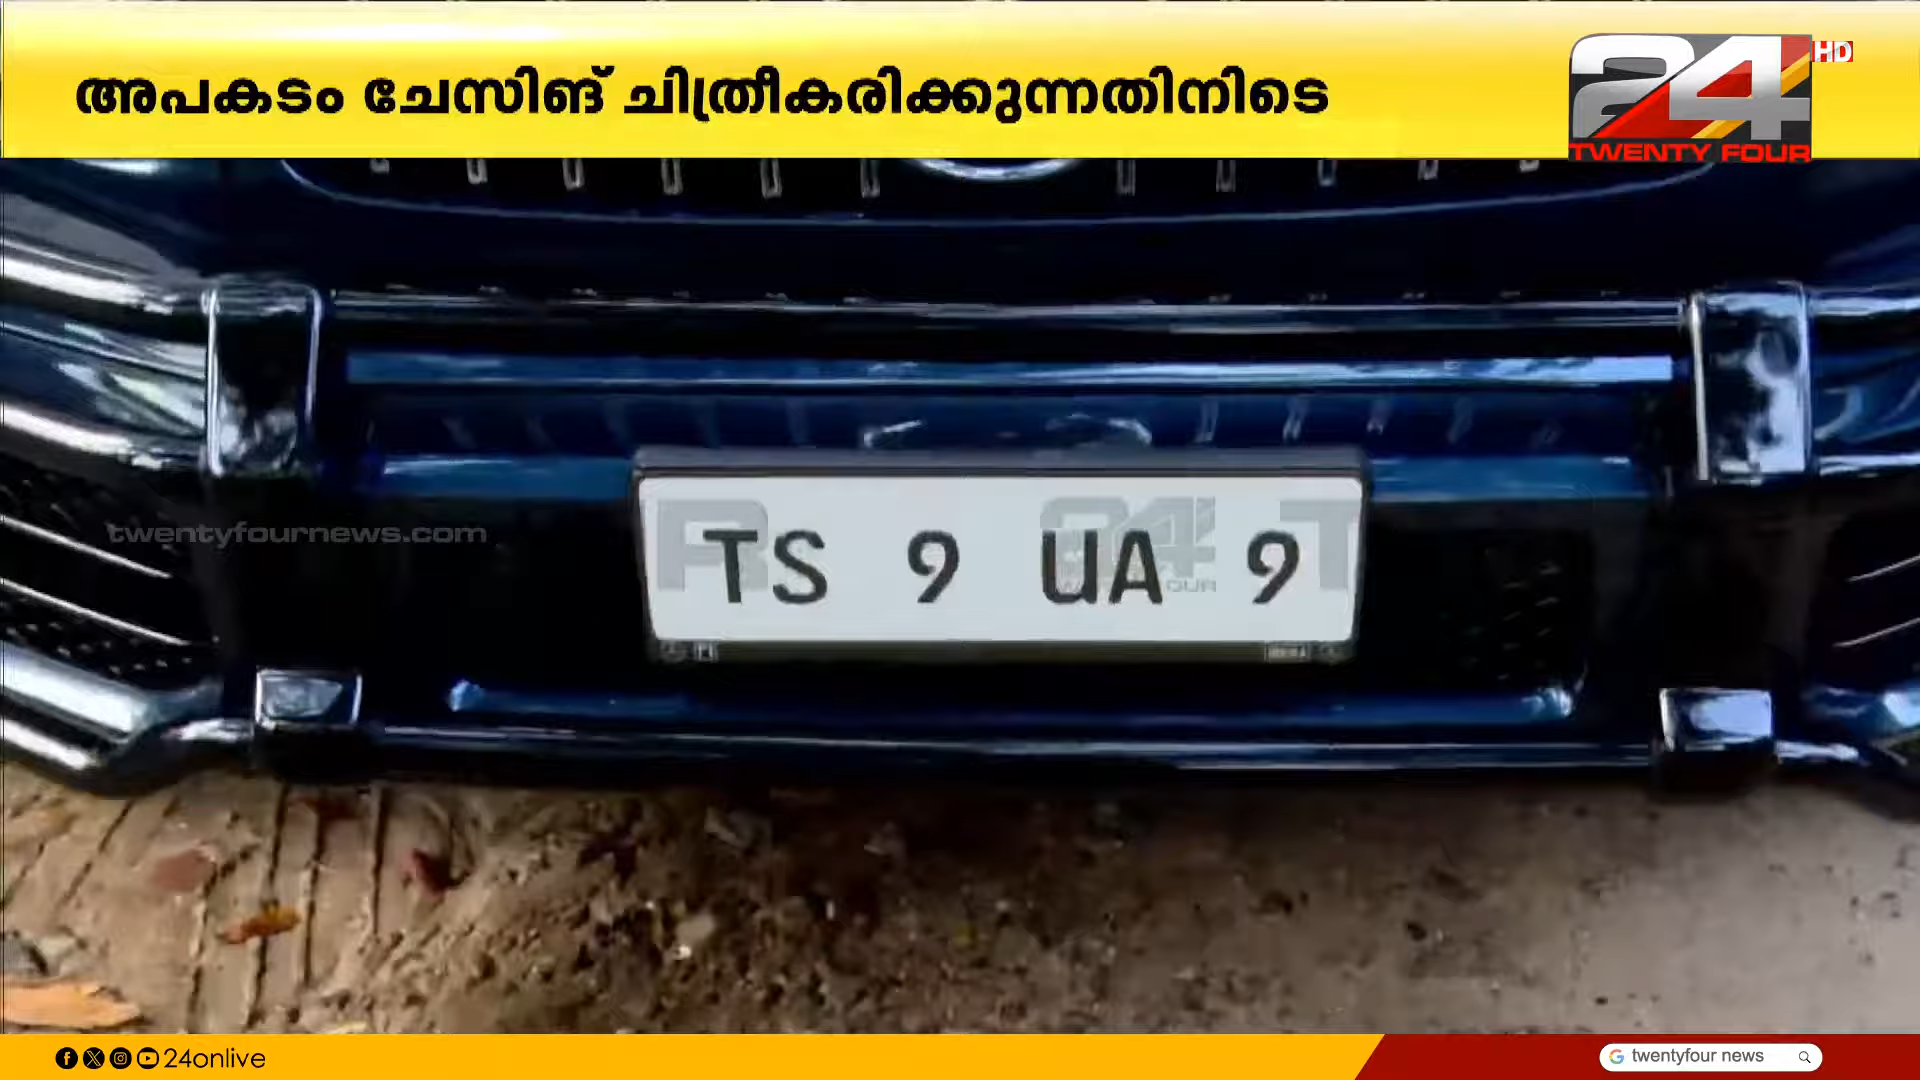 അപകടം ചേസിങ് ചിത്രീകരിക്കുന്നതിനിടെ
24 HD
TWENTY FOUR
twentyfournews.com
TS 9 UA 9
24onlive
twentyfour news